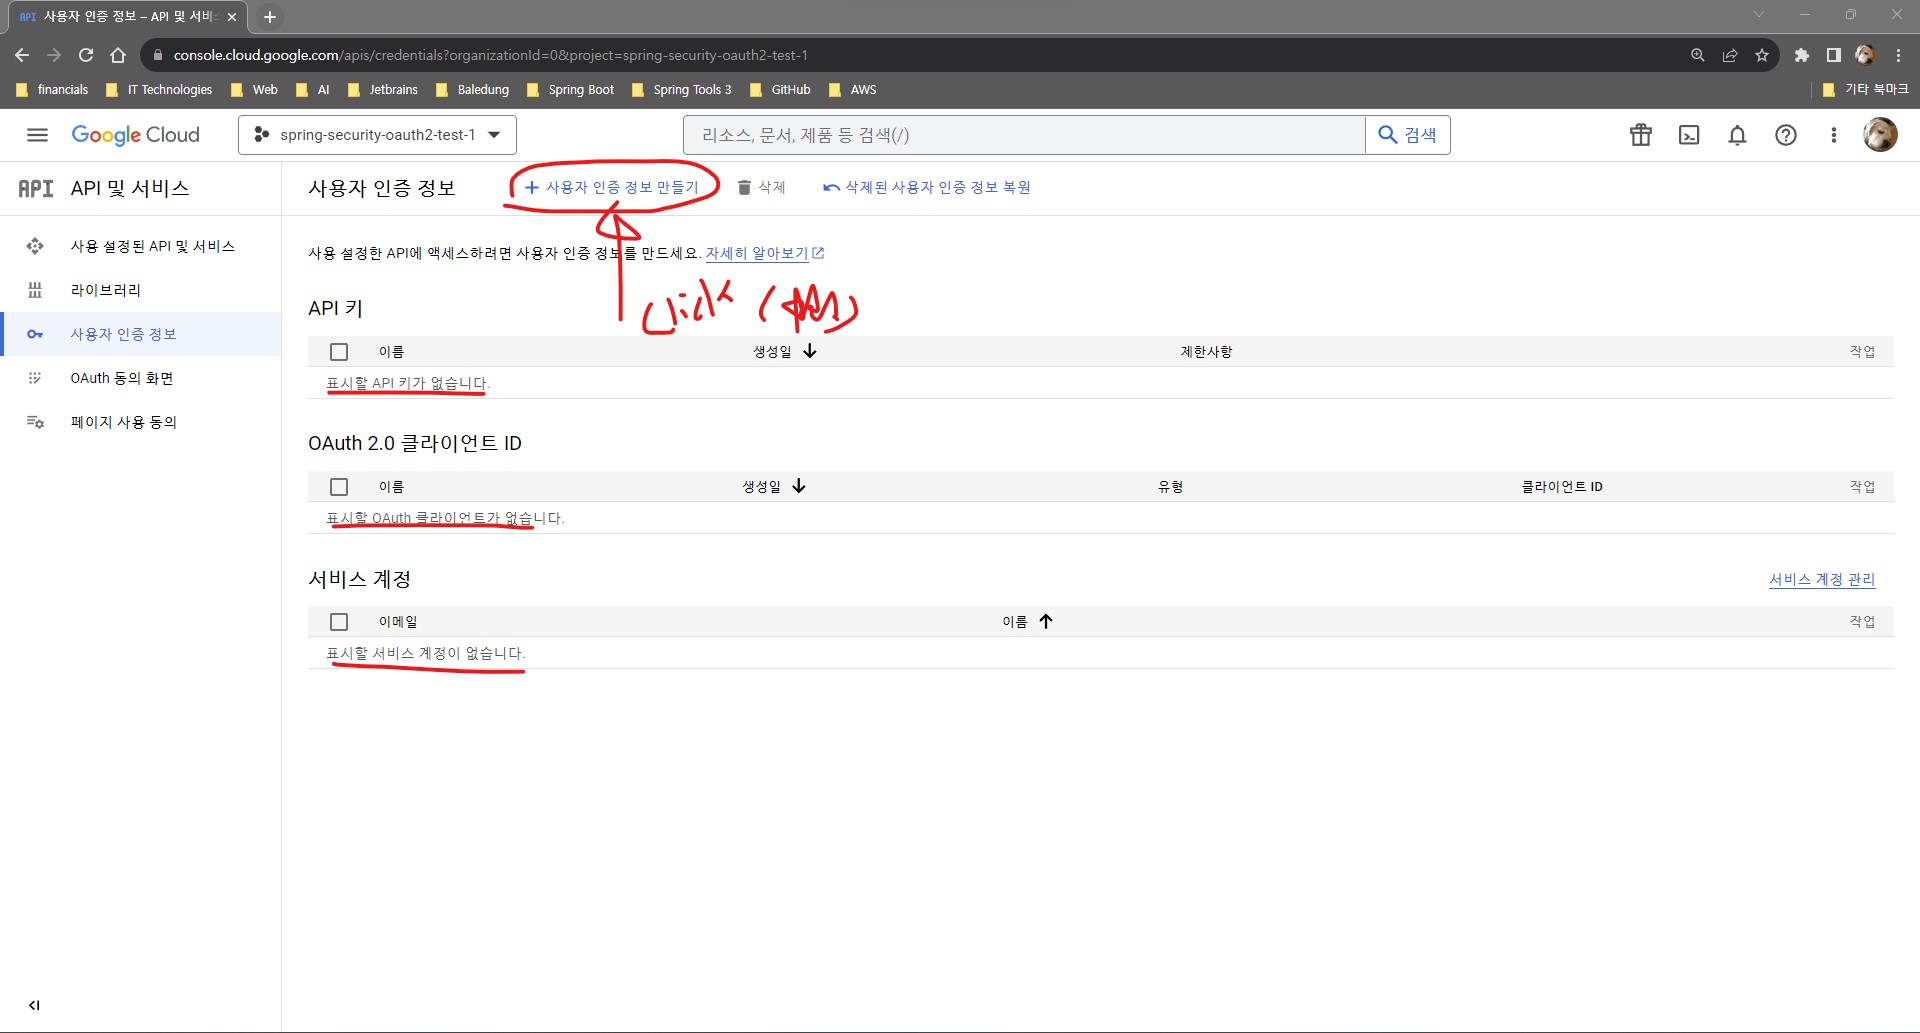 API 사용자 인증 정보 – API 및 서비스
console.cloud.google.com/apis/credentials?organizationId=0&project=spring-security-oauth2-test-1
financials IT Technologies Web AI Jetbrains Baledung Spring Boot Spring Tools 3 GitHub AWS 기타 북마크
Google Cloud spring-security-oauth2-test-1 리소스, 문서, 제품 등 검색(/) 검색
API API 및 서비스
사용 설정된 API 및 서비스
라이브러리
사용자 인증 정보
OAuth 동의 화면
페이지 사용 동의
사용자 인증 정보 + 사용자 인증 정보 만들기 삭제 삭제된 사용자 인증 정보 복원
사용 설정한 API에 액세스하려면 사용자 인증 정보를 만드세요. 자세히 알아보기
click
API 키
이름 생성일 제한사항 작업
표시할 API 키가 없습니다.
OAuth 2.0 클라이언트 ID
이름 생성일 유형 클라이언트 ID 작업
표시할 OAuth 클라이언트가 없습니다.
서비스 계정 서비스 계정 관리
이메일 이름 작업
표시할 서비스 계정이 없습니다.